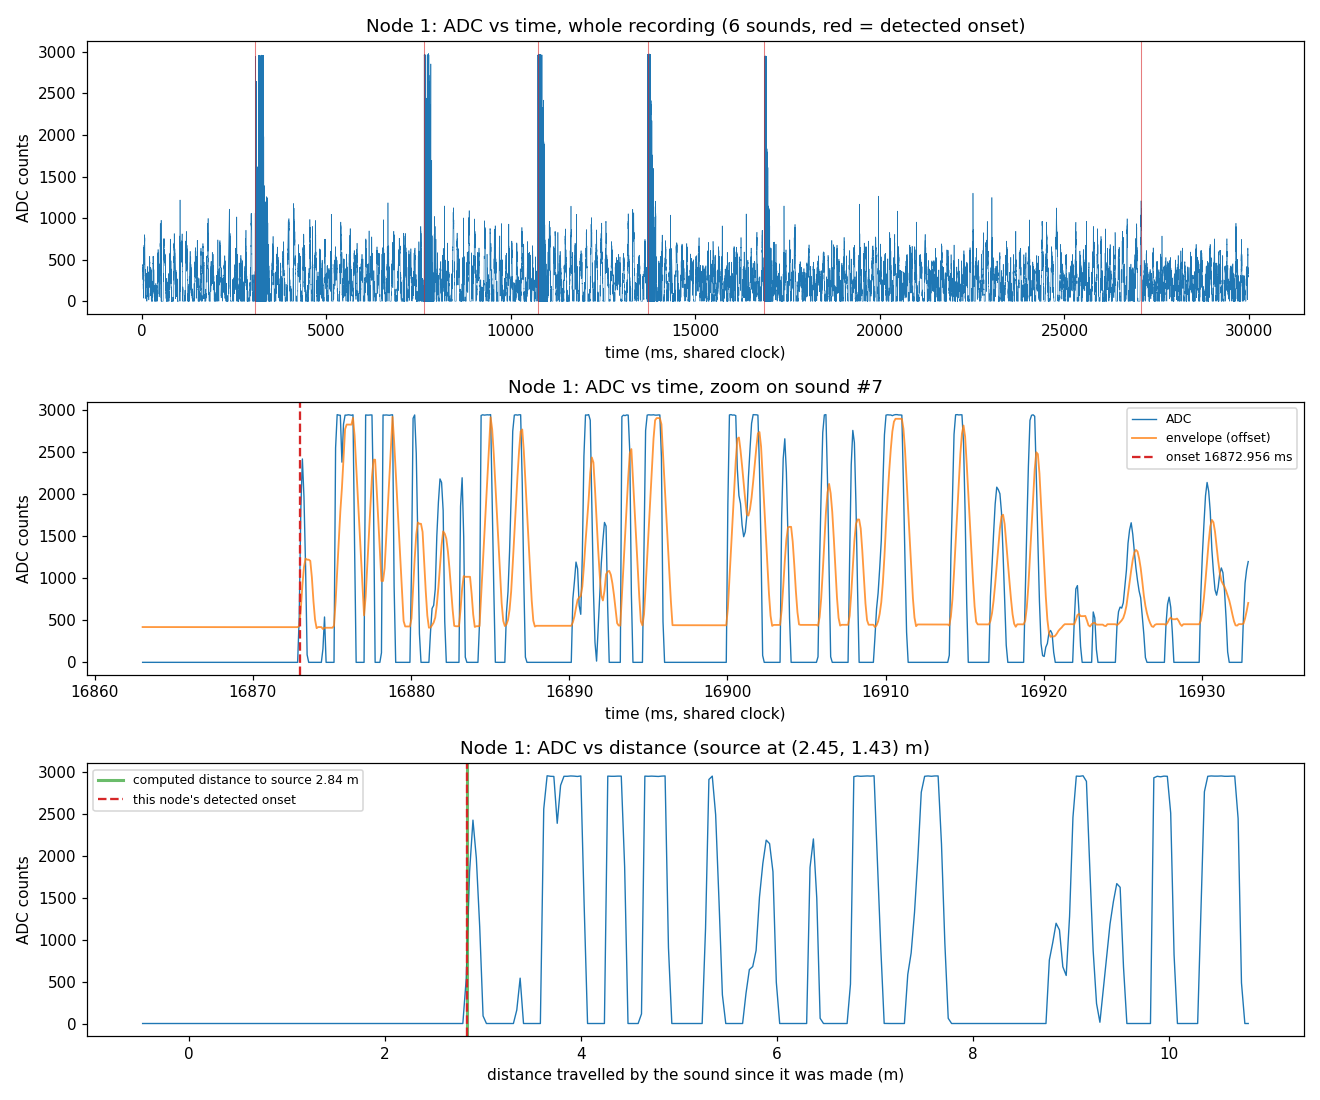 Node 1: ADC vs time, whole recording (6 sounds, red = detected onset)
3000
2500
2000
1500
1000
500
0
ADC counts
0 5000 10000 15000 20000 25000 30000
time (ms, shared clock)
Node 1: ADC vs time, zoom on sound #7
3000
2500
2000
1500
1000
500
0
ADC counts
ADC
envelope (offset)
onset 16872.956 ms
16860 16870 16880 16890 16900 16910 16920 16930
time (ms, shared clock)
Node 1: ADC vs distance (source at (2.45, 1.43) m)
3000
2500
2000
1500
1000
500
0
ADC counts
computed distance to source 2.84 m
this node's detected onset
0 2 4 6 8 10
distance travelled by the sound since it was made (m)